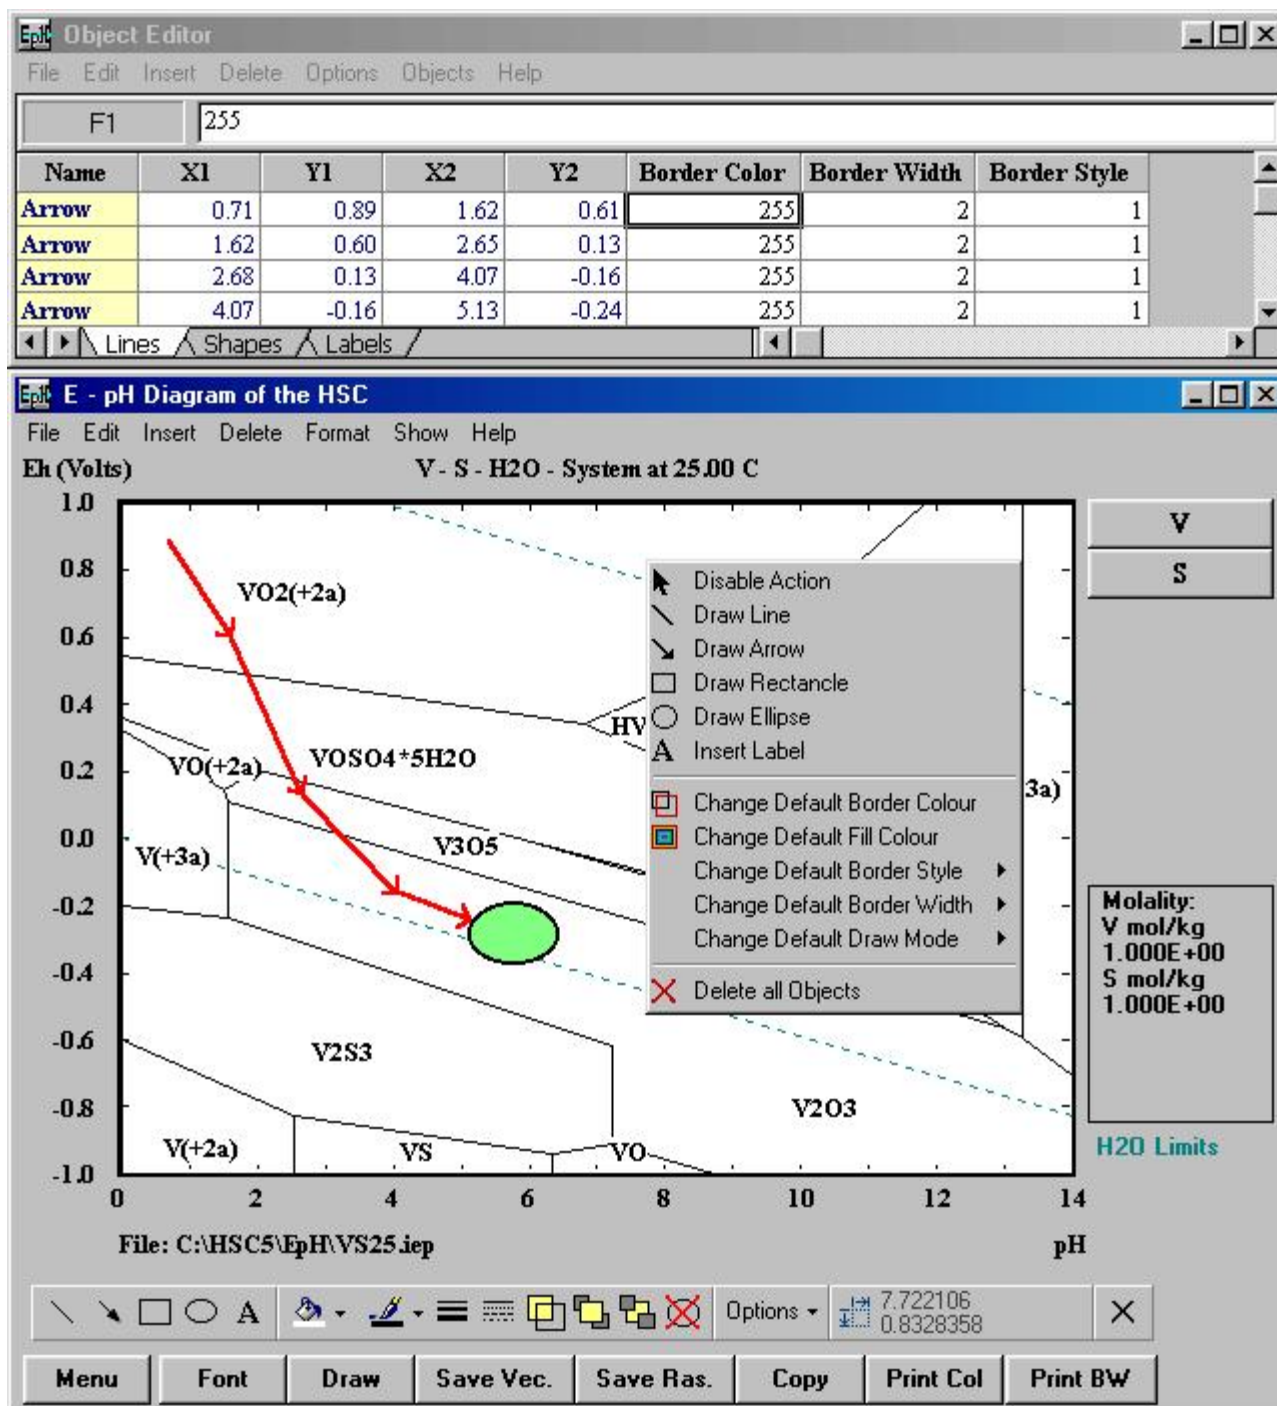 EpH Object Editor
File Edit Insert Delete Options Objects Help
F1 255
Name X1 Y1 X2 Y2 Border Color Border Width Border Style
Arrow 0.71 0.89 1.62 0.61 255 2 1
Arrow 1.62 0.60 2.65 0.13 255 2 1
Arrow 2.68 0.13 4.07 -0.16 255 2 1
Arrow 4.07 -0.16 5.13 -0.24 255 2 1
Lines Shapes Labels
EpH E - pH Diagram of the HSC
File Edit Insert Delete Format Show Help
Eh (Volts) V - S - H2O - System at 25.00 C
1.0
0.8
0.6
0.4
0.2
0.0
-0.2
-0.4
-0.6
-0.8
-1.0
VO2(+2a)
HV
VOSO4*5H2O
VO(+2a)
3a)
V3O5
V(+3a)
V2S3
V2O3
V(+2a) VS VO
Disable Action
Draw Line
Draw Arrow
Draw Rectancle
Draw Ellipse
A Insert Label
Change Default Border Colour
Change Default Fill Colour
Change Default Border Style
Change Default Border Width
Change Default Draw Mode
Delete all Objects
V
S
Molality:
V mol/kg
1.000E+00
S mol/kg
1.000E+00
H2O Limits
0 2 4 6 8 10 12 14
File: C:\HSC5\EpH\VS25.iep pH
A Options 7.722106
0.8328358
Menu Font Draw Save Vec. Save Ras. Copy Print Col Print BW